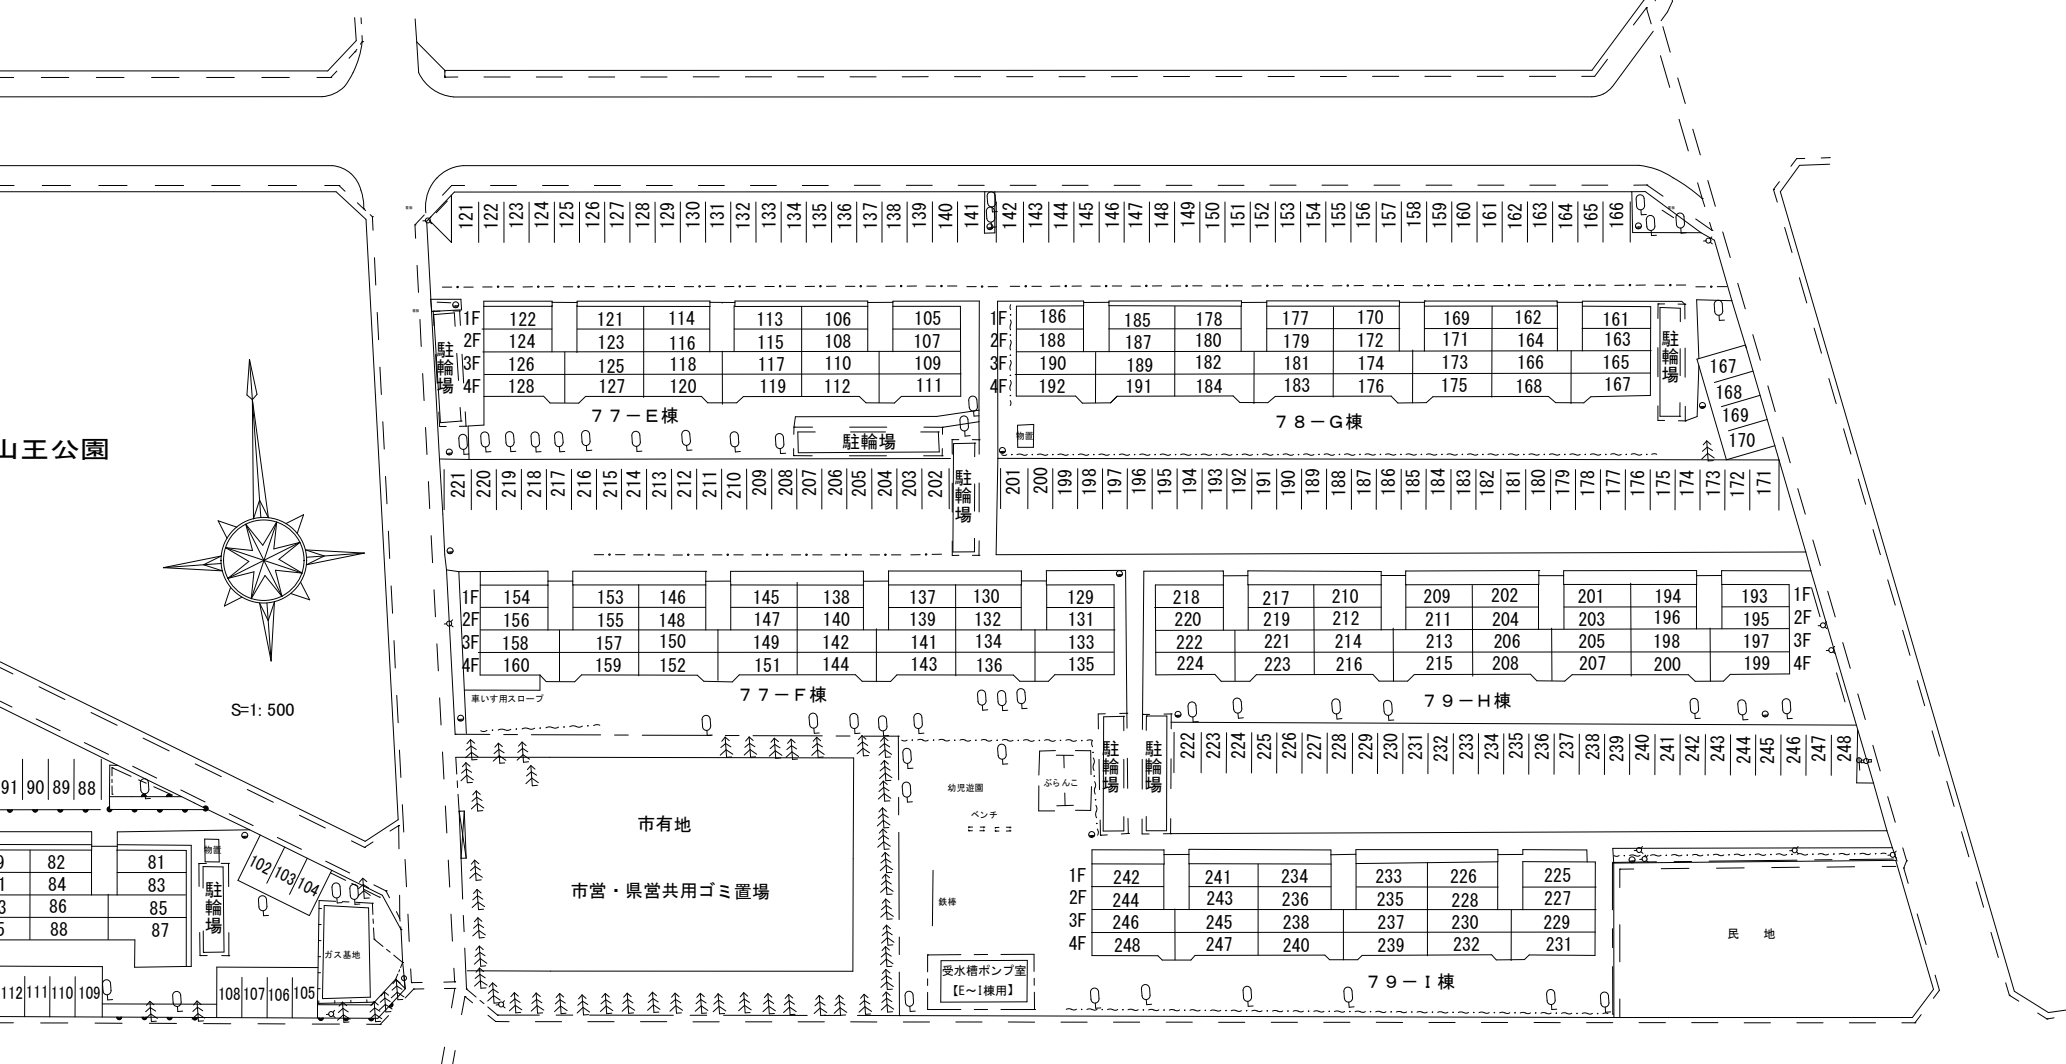 121 122 123 124 125 126 127 128 129 130 131 132 133 134 135 136 137 138 139 140 141 142 143 144 145 146 147 148 149 150 151 152 153 154 155 156 157 158 159 160 161 162 163 164 165 166
1F 122 121 114 113 106 105
2F 124 123 116 115 108 107
3F 126 125 118 117 110 109
4F 128 127 120 119 112 111
駐輪場
77-E棟
駐輪場
1F 186 185 178 177 170 169 162 161
2F 188 187 180 179 172 171 164 163
3F 190 189 182 181 174 173 166 165
4F 192 191 184 183 176 175 168 167
駐輪場
78-G棟
物置
167
168
169
170
山王公園
221 220 219 218 217 216 215 214 213 212 211 210 209 208 207 206 205 204 203 202
駐輪場
201 200 199 198 197 196 195 194 193 192 191 190 189 188 187 186 185 184 183 182 181 180 179 178 177 176 175 174 173 172 171
1F 154 153 146 145 138 137 130 129
2F 156 155 148 147 140 139 132 131
3F 158 157 150 149 142 141 134 133
4F 160 159 152 151 144 143 136 135
車いす用スロープ
77-F棟
218 217 210 209 202 201 194 193 1F
220 219 212 211 204 203 196 195 2F
222 221 214 213 206 205 198 197 3F
224 223 216 215 208 207 200 199 4F
79-H棟
S=1:500
駐輪場
駐輪場
222 223 224 225 226 227 228 229 230 231 232 233 234 235 236 237 238 239 240 241 242 243 244 245 246 247 248
91 90 89 88
幼児遊園
ぶらんこ
ベンチ
市有地
市営・県営共用ゴミ置場
鉄棒
受水槽ポンプ室
【E～I棟用】
82 81
84 83
86 85
88 87
物置
駐輪場
102 103 104
ガス基地
112 111 110 109
108 107 106 105
1F 242 241 234 233 226 225
2F 244 243 236 235 228 227
3F 246 245 238 237 230 229
4F 248 247 240 239 232 231
79-I棟
民 地